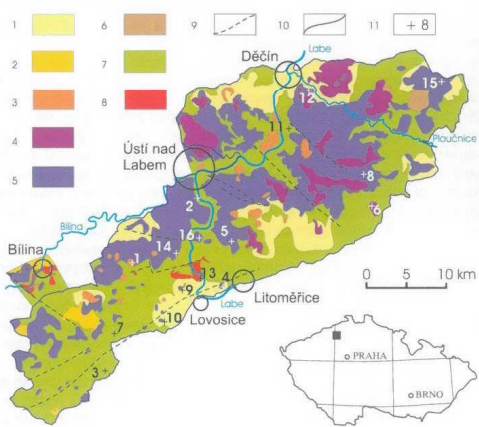 1 6 9 10 11 + 8
2 7
3 8
4
5
Labe
Děčín
15
12
11
Ploučnice
Ústí nad
Labem
8
6
2
Bílina
5
16
14
Bílina
1
13
4
9
Litoměřice
Labe
Lovosice
10
7
3
0 5 10 km
PRAHA
BRNO